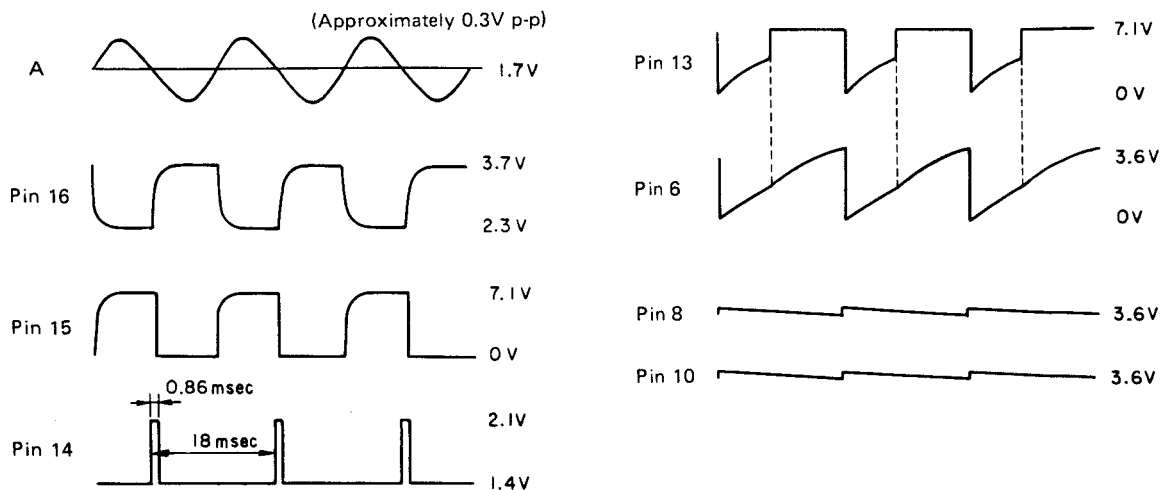 (Approximately 0.3V p-p)
A
1.7V
Pin 16
3.7V
2.3V
Pin 15
7.1V
0V
0.86msec
Pin 14
18msec
2.1V
1.4V
Pin 13
7.1V
0V
Pin 6
3.6V
0V
Pin 8
3.6V
Pin 10
3.6V